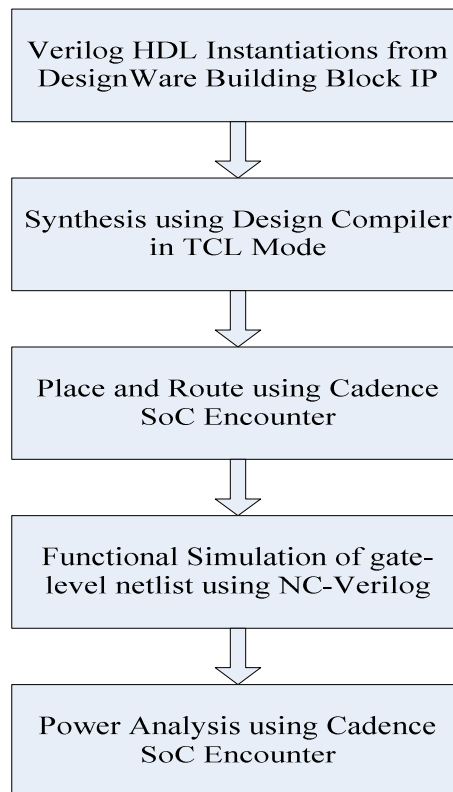 Verilog HDL Instantiations from
DesignWare Building Block IP
Synthesis using Design Compiler
in TCL Mode
Place and Route using Cadence
SoC Encounter
Functional Simulation of gate-
level netlist using NC-Verilog
Power Analysis using Cadence
SoC Encounter